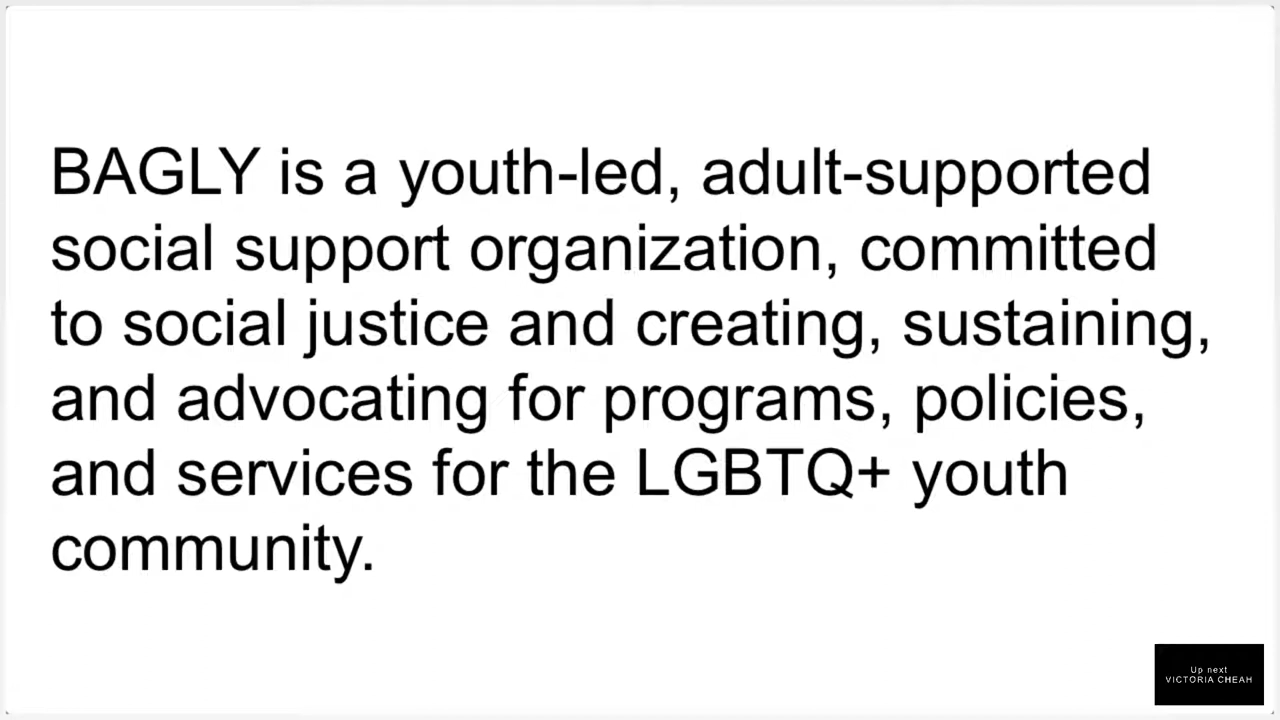 BAGLY is a youth-led, adult-supported
social support organization, committed
to social justice and creating, sustaining,
and advocating for programs, policies,
and services for the LGBTQ+ youth
community.
Up next
VICTORIA CHEAH